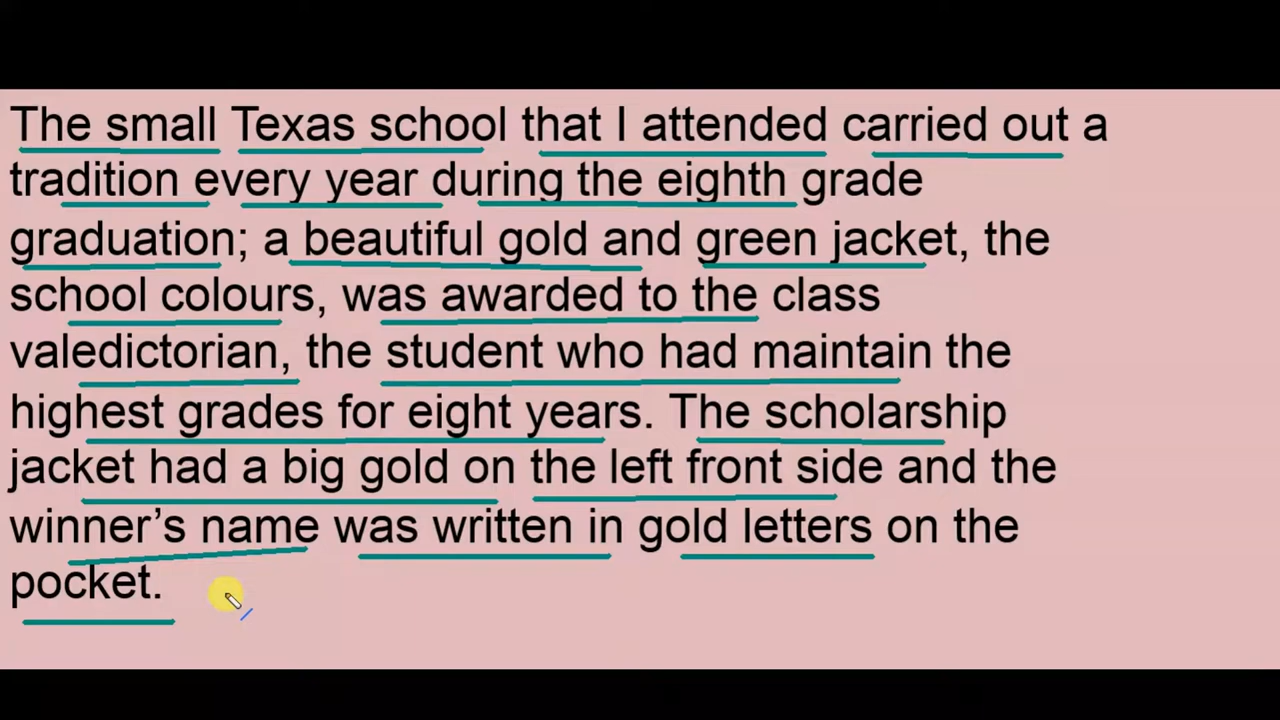 The small Texas school that I attended carried out a
tradition every year during the eighth grade
graduation; a beautiful gold and green jacket, the
school colours, was awarded to the class
valedictorian, the student who had maintain the
highest grades for eight years. The scholarship
jacket had a big gold on the left front side and the
winner’s name was written in gold letters on the
pocket.